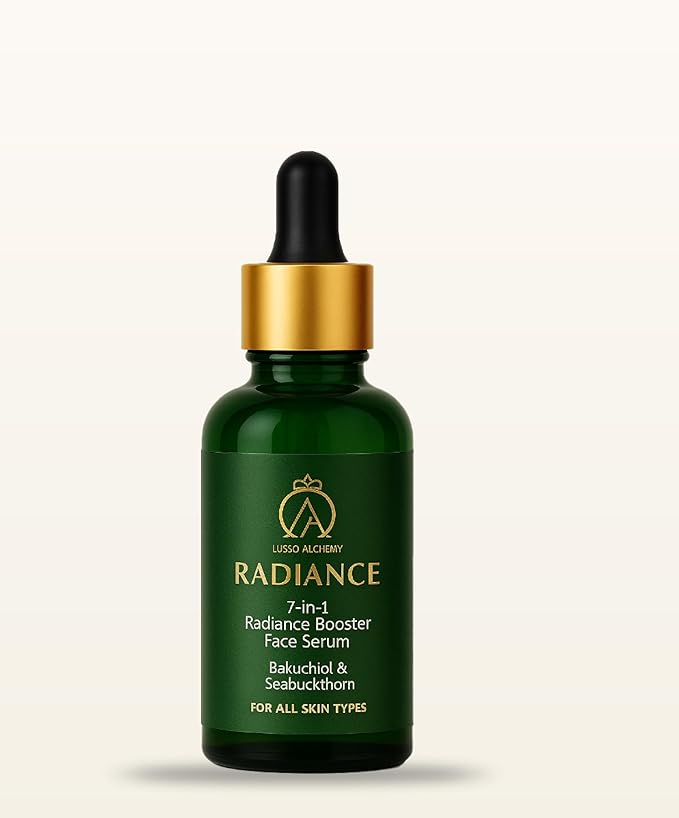 LUSSO ALCHEMY
RADIANCE
7-in-1
Radiance Booster
Face Serum
Bakuchiol &
Seabuckthorn
FOR ALL SKIN TYPES